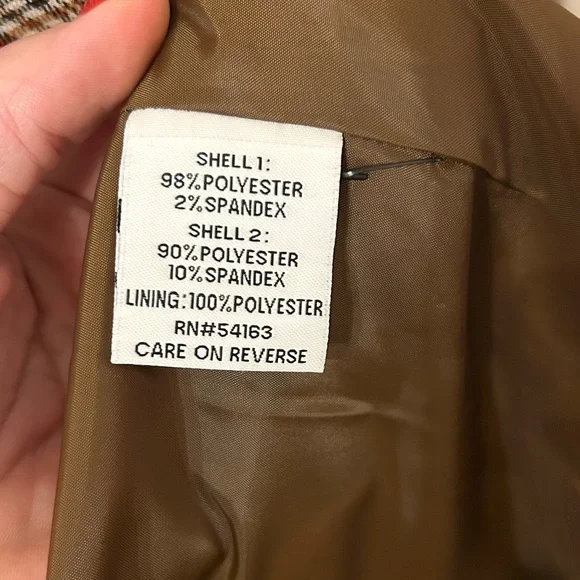 SHELL 1:
98%POLYESTER
2%SPANDEX
SHELL 2:
90%POLYESTER
10%SPANDEX
LINING:100%POLYESTER
RN#54163
CARE ON REVERSE